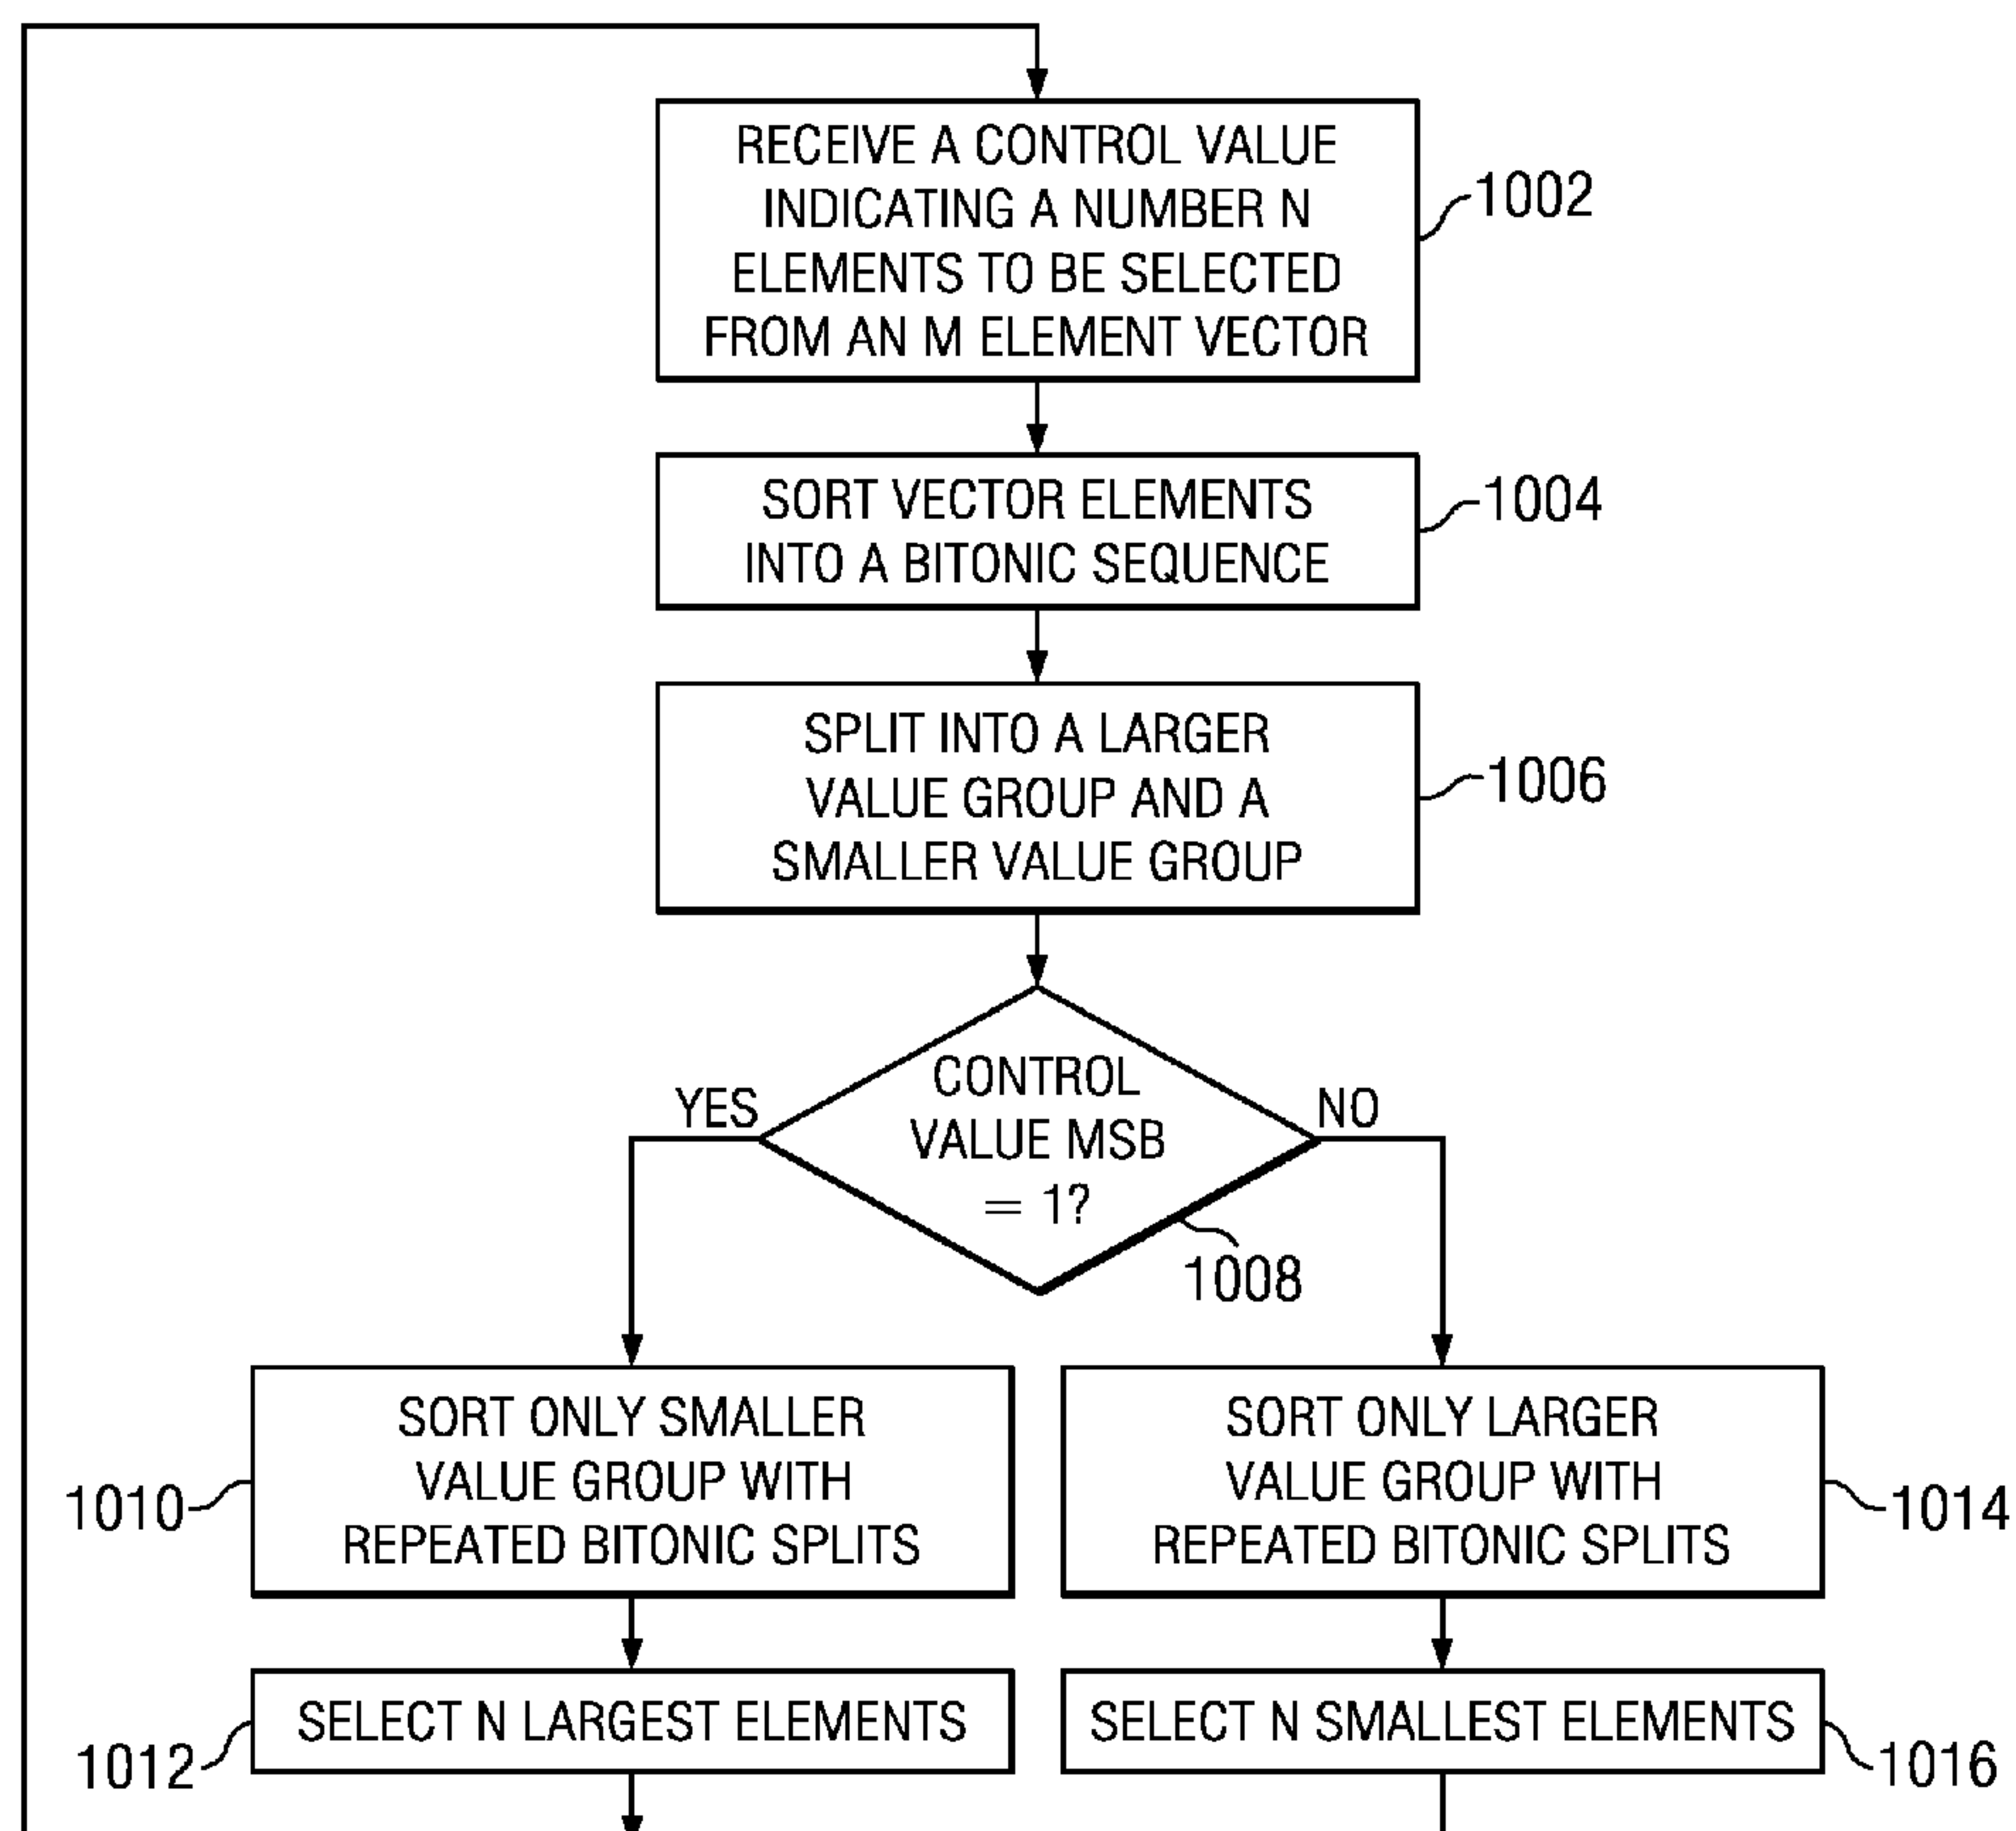 RECEIVE A CONTROL VALUE
INDICATING A NUMBER N
ELEMENTS TO BE SELECTED
FROM AN M ELEMENT VECTOR
1002
SORT VECTOR ELEMENTS
INTO A BITONIC SEQUENCE
1004
SPLIT INTO A LARGER
VALUE GROUP AND A
SMALLER VALUE GROUP
1006
CONTROL
VALUE MSB
= 1?
YES
NO
1008
SORT ONLY SMALLER
VALUE GROUP WITH
REPEATED BITONIC SPLITS
1010
SORT ONLY LARGER
VALUE GROUP WITH
REPEATED BITONIC SPLITS
1014
SELECT N LARGEST ELEMENTS
1012
SELECT N SMALLEST ELEMENTS
1016